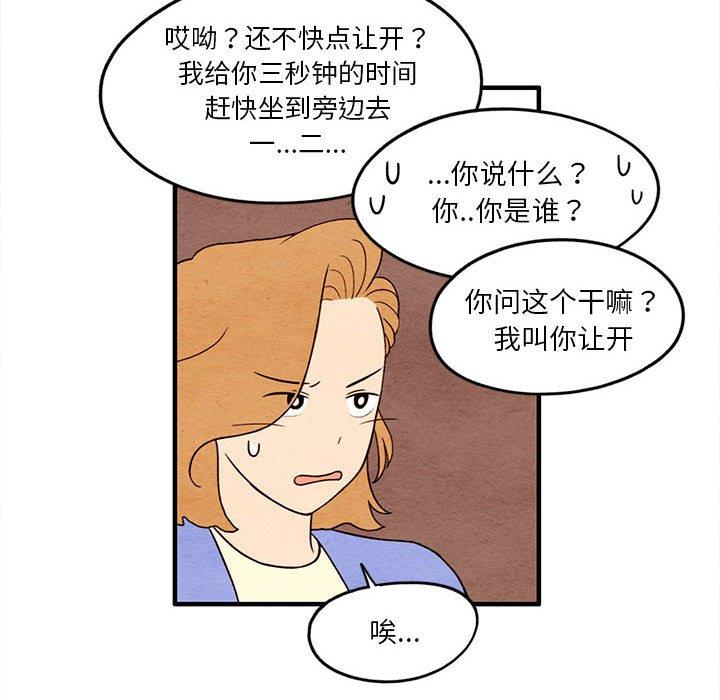 哎呦？还不快点让开？
我给你三秒钟的时间
赶快坐到旁边去
一...二...
...你说什么？
你..你是谁？
你问这个干嘛？
我叫你让开
唉...